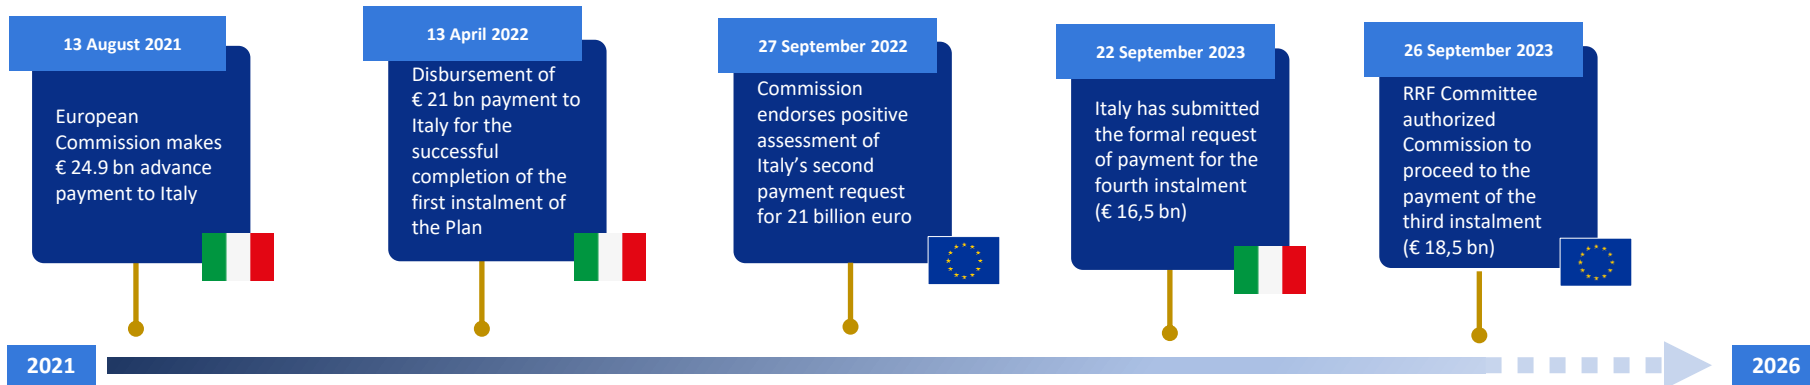 13 August 2021
European
Commission makes
€ 24.9 bn advance
payment to Italy
13 April 2022
Disbursement of
€ 21 bn payment to
Italy for the
successful
completion of the
first instalment of
the Plan
27 September 2022
Commission
endorses positive
assessment of
Italy’s second
payment request
for 21 billion euro
22 September 2023
Italy has submitted
the formal request
of payment for the
fourth instalment
(€ 16,5 bn)
26 September 2023
RRF Committee
authorized
Commission to
proceed to the
payment of the
third instalment
(€ 18,5 bn)
2021
2026